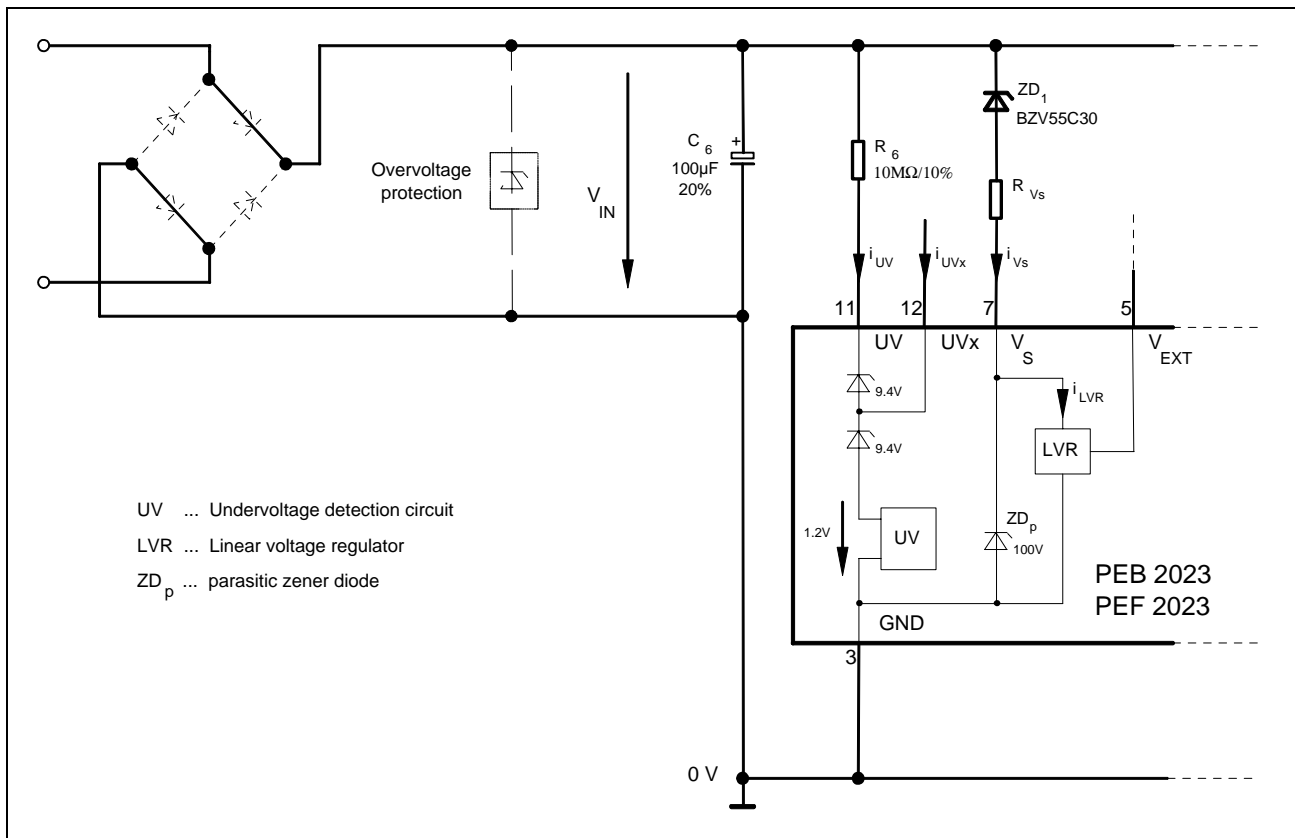 Overvoltage
protection
V IN
C 6
+
100µF
20%
R 6
10MΩ/10%
ZD 1
BZV55C30
R Vs
i UV
i UVx
i Vs
11
12
7
5
UV
UVx
V S
V EXT
9.4V
9.4V
i LVR
LVR
1.2V
UV
ZD p
100V
PEB 2023
PEF 2023
GND
3
UV ... Undervoltage detection circuit
LVR ... Linear voltage regulator
ZD p ... parasitic zener diode
0 V